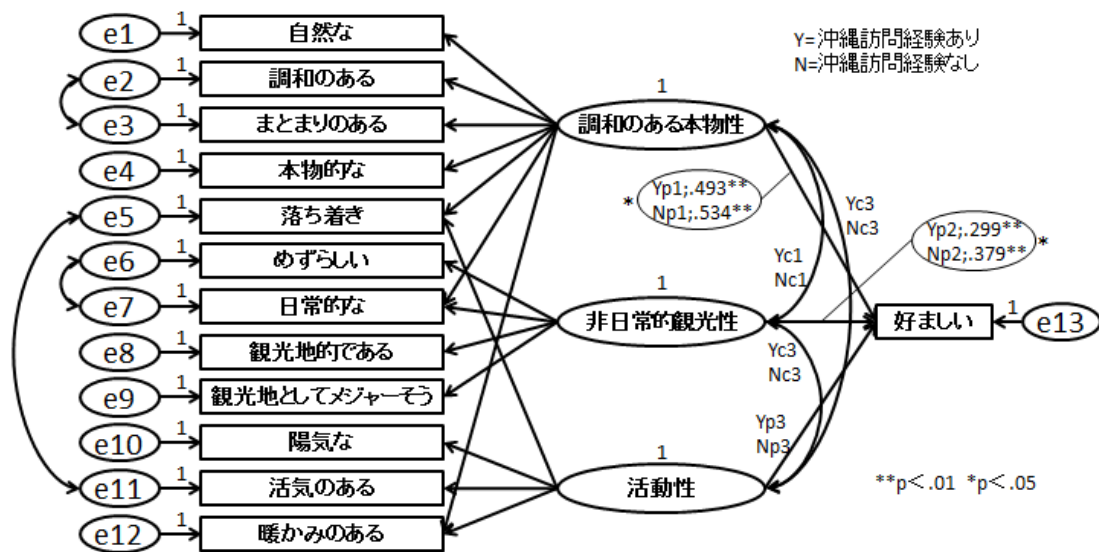 e1 1 自然な
e2 1 調和のある
e3 1 まとまりのある
e4 1 本物的な
e5 1 落ち着き
e6 1 めずらしい
e7 1 日常的な
e8 1 観光地的である
e9 1 観光地としてメジャーそう
e10 1 陽気な
e11 1 活気のある
e12 1 暖かみのある
1
調和のある本物性
1
非日常的観光性
1
活動性
Y=沖縄訪問経験あり
N=沖縄訪問経験なし
* Yp1;.493**
Np1;.534**
Yc3
Nc3
Yp2;.299**
Np2;.379** *
Yc1
Nc1
好ましい 1 e13
Yc3
Nc3
Yp3
Np3
**p<.01 *p<.05